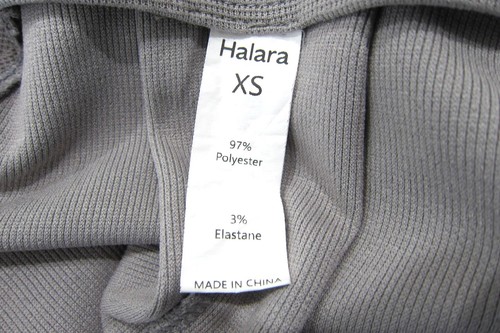 Halara
XS
97%
Polyester
3%
Elastane
MADE IN CHINA